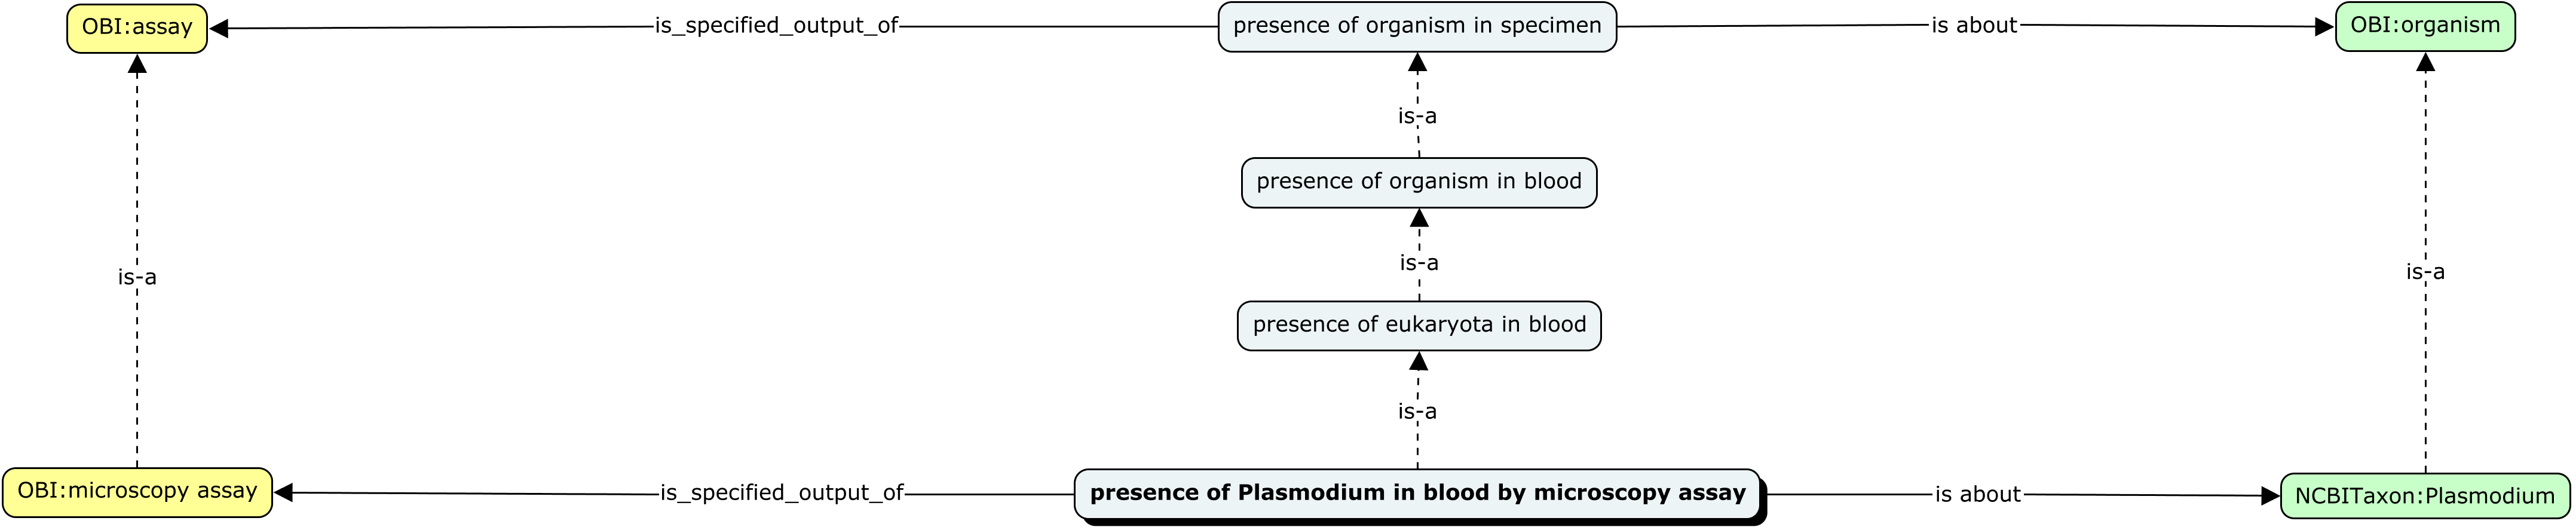 OBI:assay
is_specified_output_of
presence of organism in specimen
is about
OBI:organism
is-a
presence of organism in blood
is-a
is-a
is-a
presence of eukaryota in blood
is-a
OBI:microscopy assay
is_specified_output_of
presence of Plasmodium in blood by microscopy assay
is about
NCBITaxon:Plasmodium